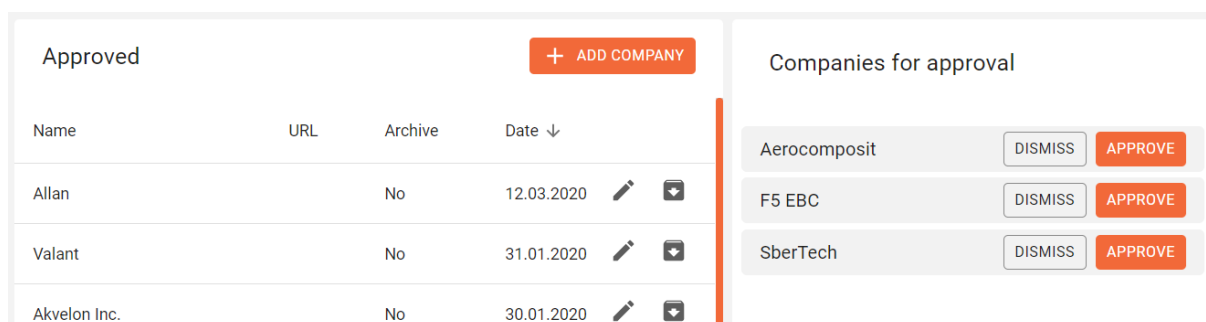 Approved
ADD COMPANY
Name URL Archive Date
Allan No 12.03.2020
Valant No 31.01.2020
Akvelon Inc. No 30.01.2020
Companies for approval
Aerocomposit DISMISS APPROVE
F5 EBC DISMISS APPROVE
SberTech DISMISS APPROVE